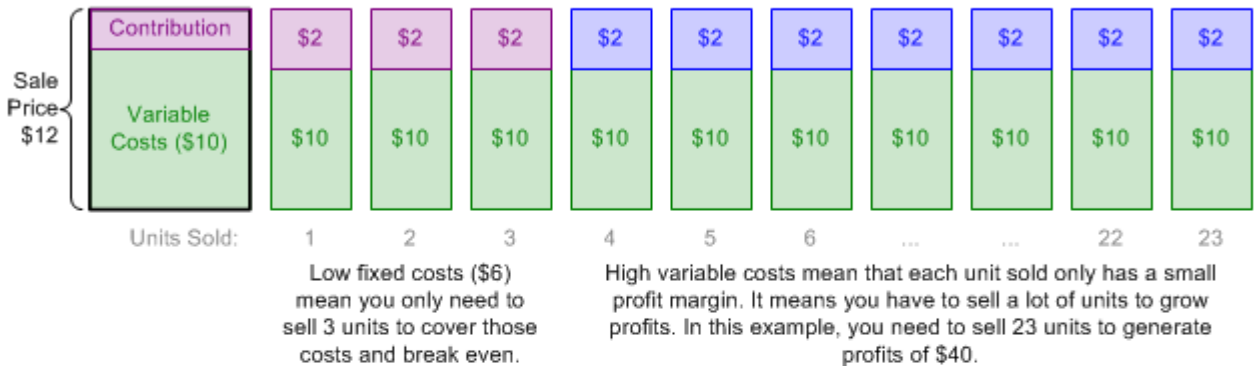 Contribution
Sale
Price
$12
Variable
Costs ($10)
$2 $2 $2 $2 $2 $2 $2 $2 $2 $2
$10 $10 $10 $10 $10 $10 $10 $10 $10 $10
Units Sold: 1 2 3 4 5 6 ... ... 22 23
Low fixed costs ($6)
mean you only need to
sell 3 units to cover those
costs and break even.
High variable costs mean that each unit sold only has a small
profit margin. It means you have to sell a lot of units to grow
profits. In this example, you need to sell 23 units to generate
profits of $40.